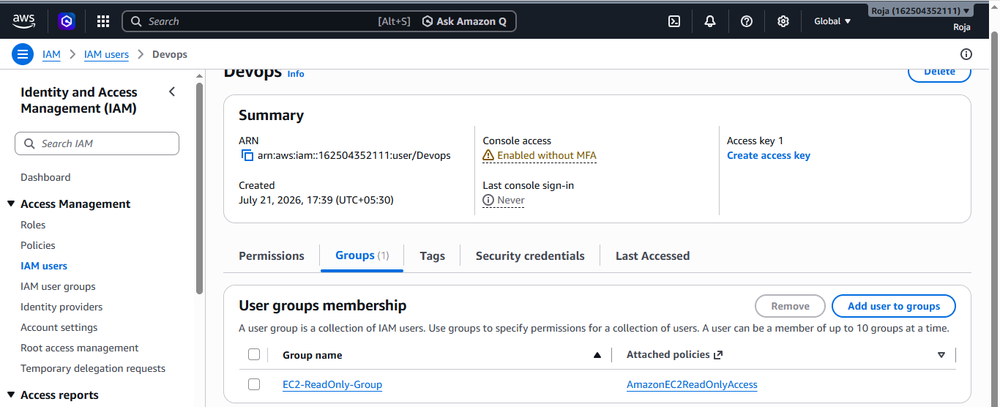 aws
Search [Alt+S] Ask Amazon Q
Global
Roja (162504352111)
Roja
IAM > IAM users > Devops
Identity and Access Management (IAM)
Search IAM
Dashboard
Access Management
Roles
Policies
IAM users
IAM user groups
Identity providers
Account settings
Root access management
Temporary delegation requests
Access reports
Devops Info
Delete
Summary
ARN
arn:aws:iam::162504352111:user/Devops
Created
July 21, 2026, 17:39 (UTC+05:30)
Console access
Enabled without MFA
Last console sign-in
Never
Access key 1
Create access key
Permissions
Groups (1)
Tags
Security credentials
Last Accessed
User groups membership
Remove
Add user to groups
A user group is a collection of IAM users. Use groups to specify permissions for a collection of users. A user can be a member of up to 10 groups at a time.
Group name
Attached policies
EC2-ReadOnly-Group
AmazonEC2ReadOnlyAccess